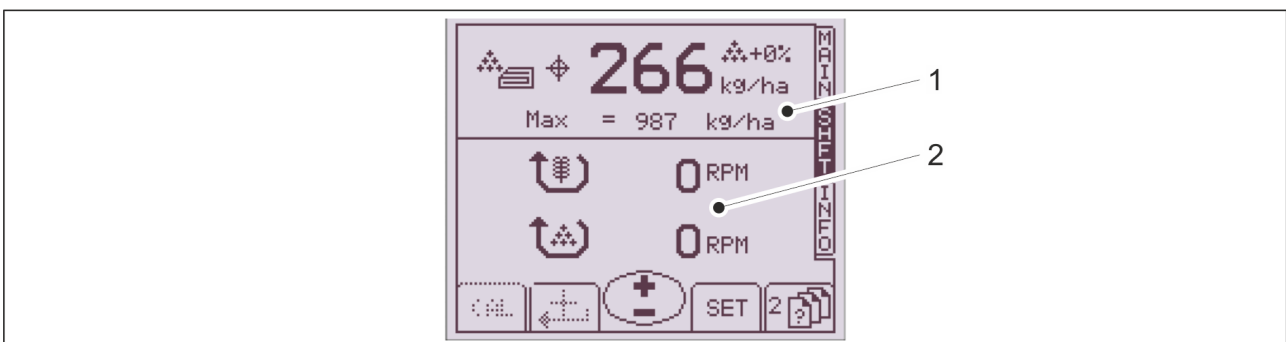 266 +0%
kg/ha
Max = 987 kg/ha
1
MAIN SHFT INFO
0 RPM
2
0 RPM
CAL
+
-
SET
2 ?